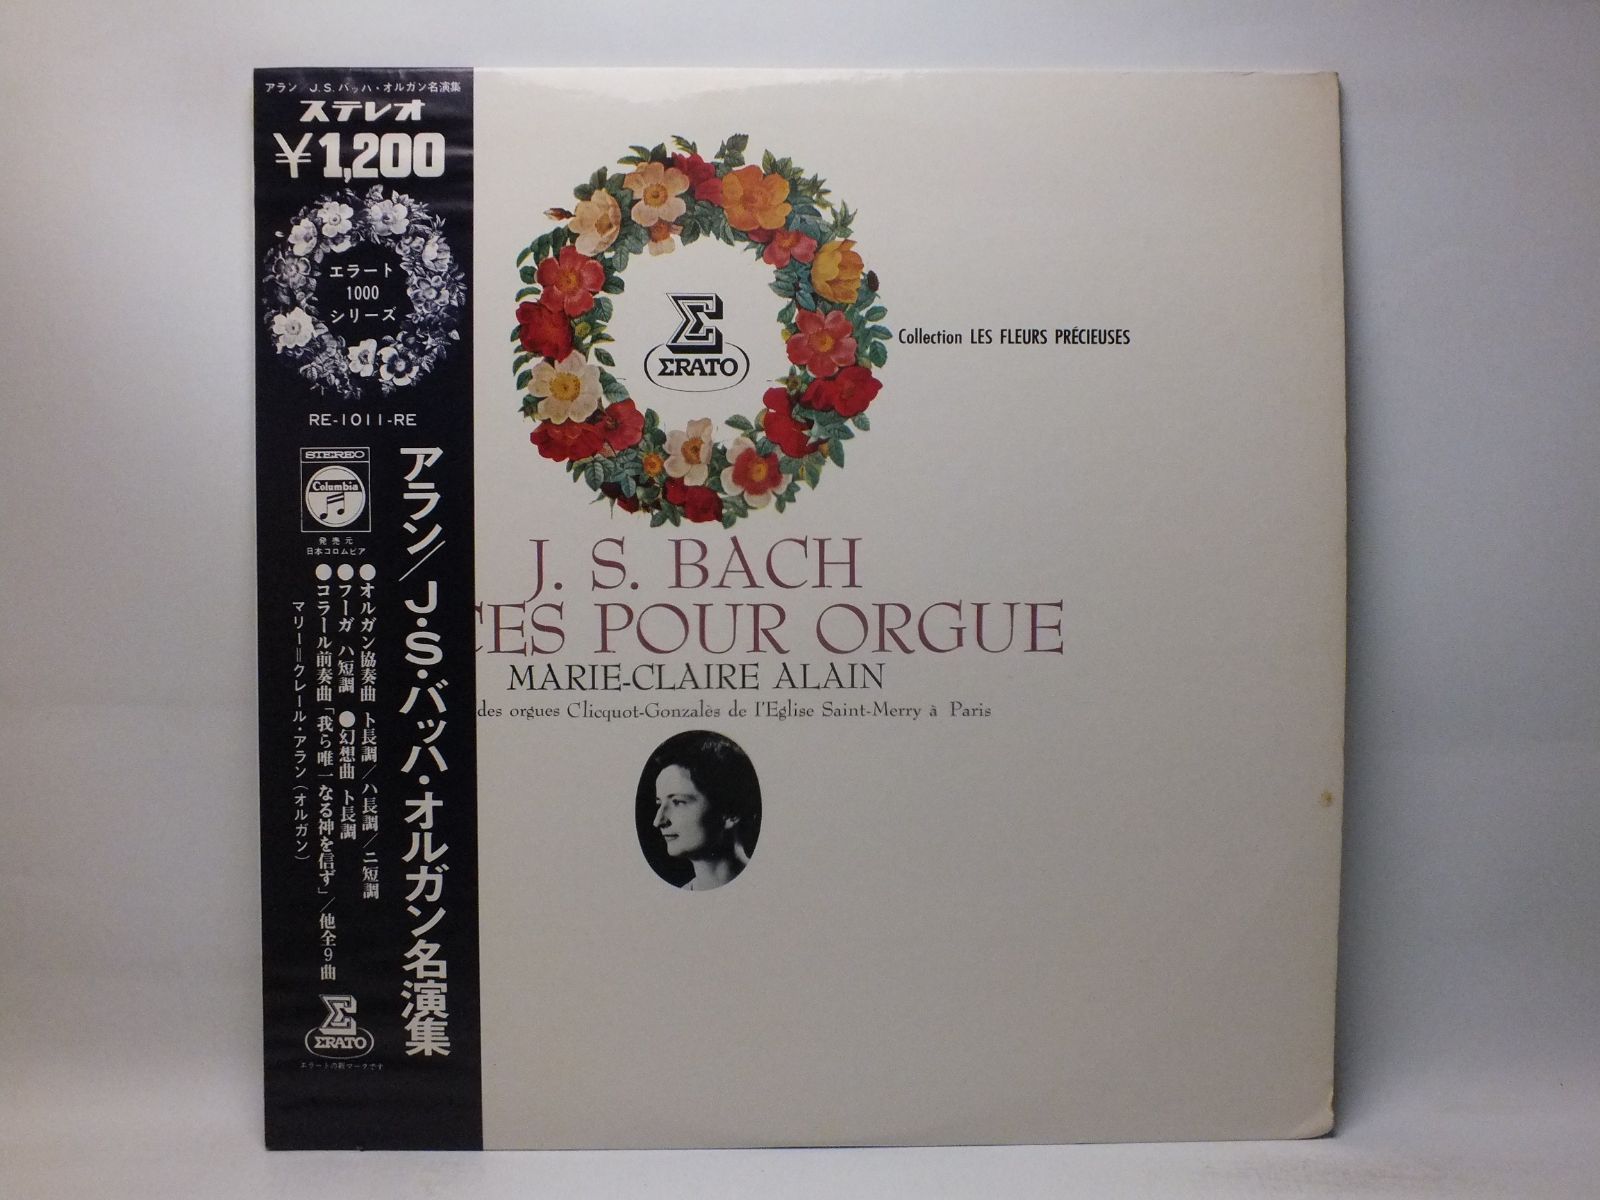 アラン J.S.バッハ・オルガン名演集
ステレオ
¥1,200
エラート
1000
シリーズ
RE-1011-RE
STEREO
Columbia
発売元
日本コロムビア
アラン／J・S・バッハ・オルガン名演集
●オルガン協奏曲 ト長調／ハ長調／ニ短調
●フーガ ハ短調 ●幻想曲 ト長調
●コラール前奏曲「我ら唯一なる神を信ず」／他全9曲
マリー＝クレール・アラン（オルガン）
Σ
ΣRATO
エラートの新マークです
Σ
ΣRATO
Collection LES FLEURS PRÉCIEUSES
J. S. BACH
CES POUR ORGUE
MARIE-CLAIRE ALAIN
des orgues Clicquot-Gonzalès de l'Eglise Saint-Merry à Paris